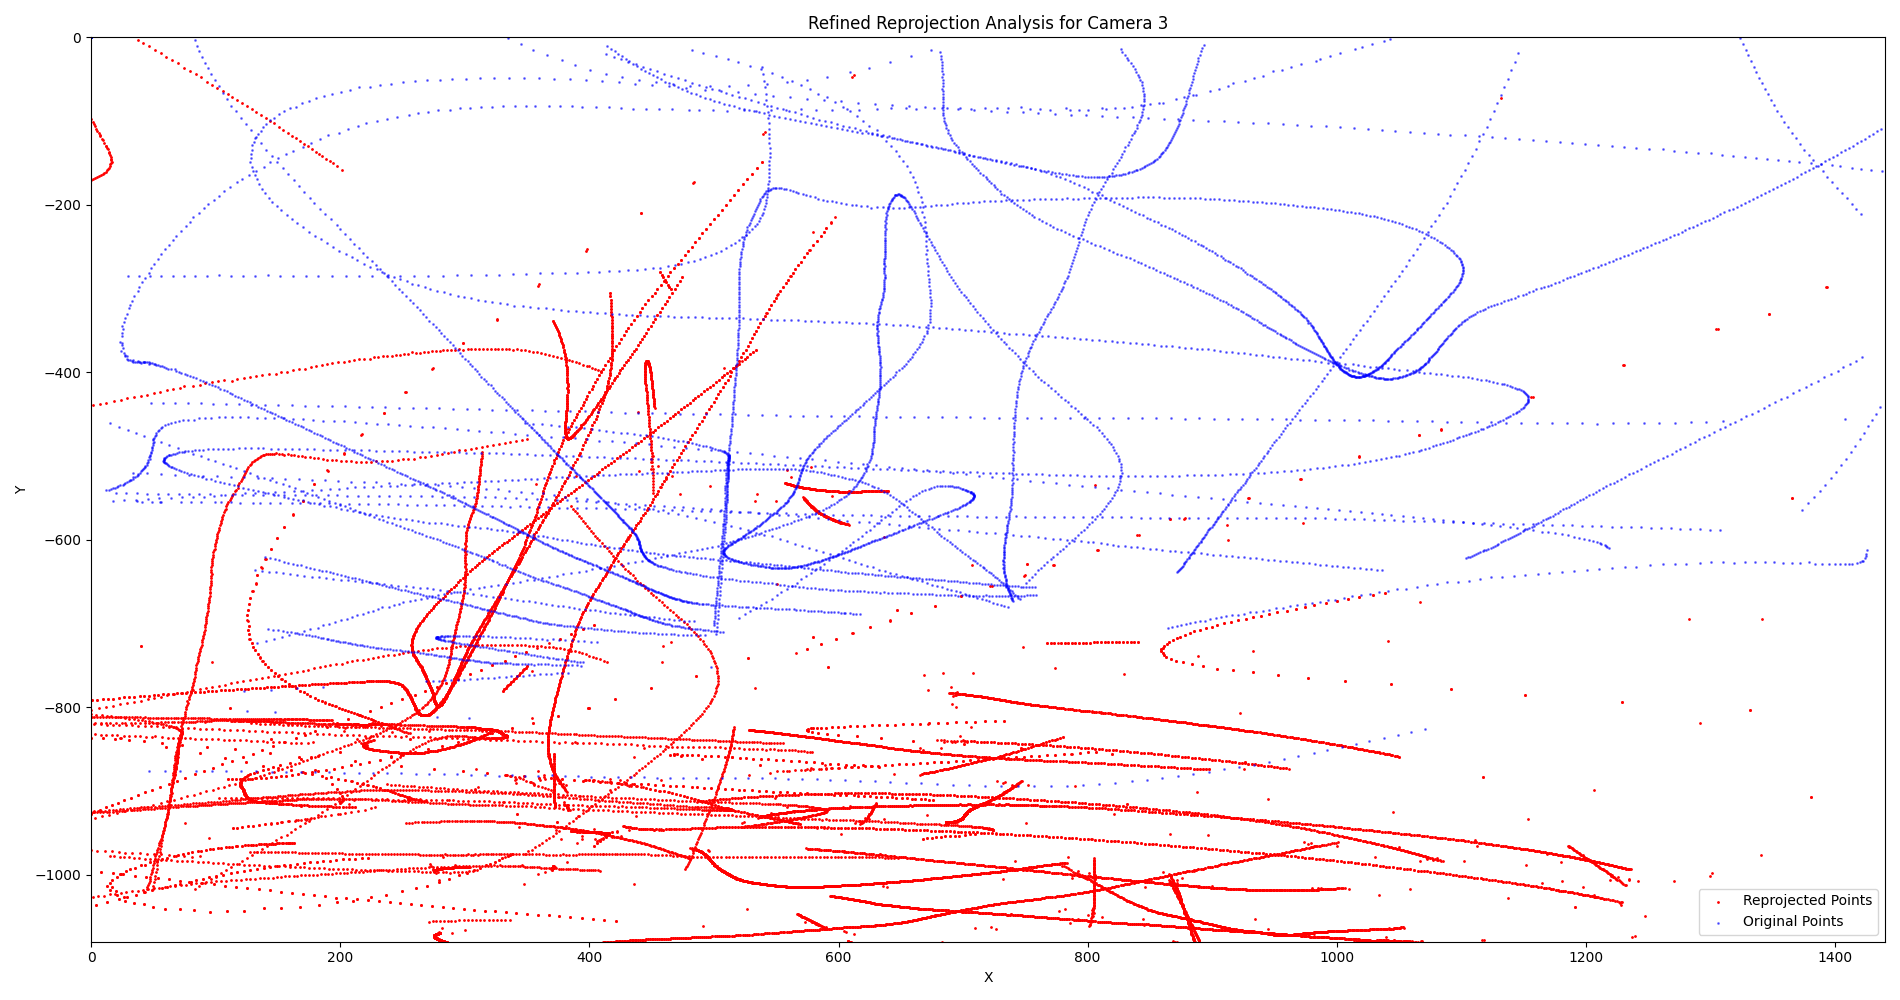 Refined Reprojection Analysis for Camera 3
0
−200
−400
−600
−800
−1000
Y
0 200 400 600 800 1000 1200 1400
X
Reprojected Points
Original Points